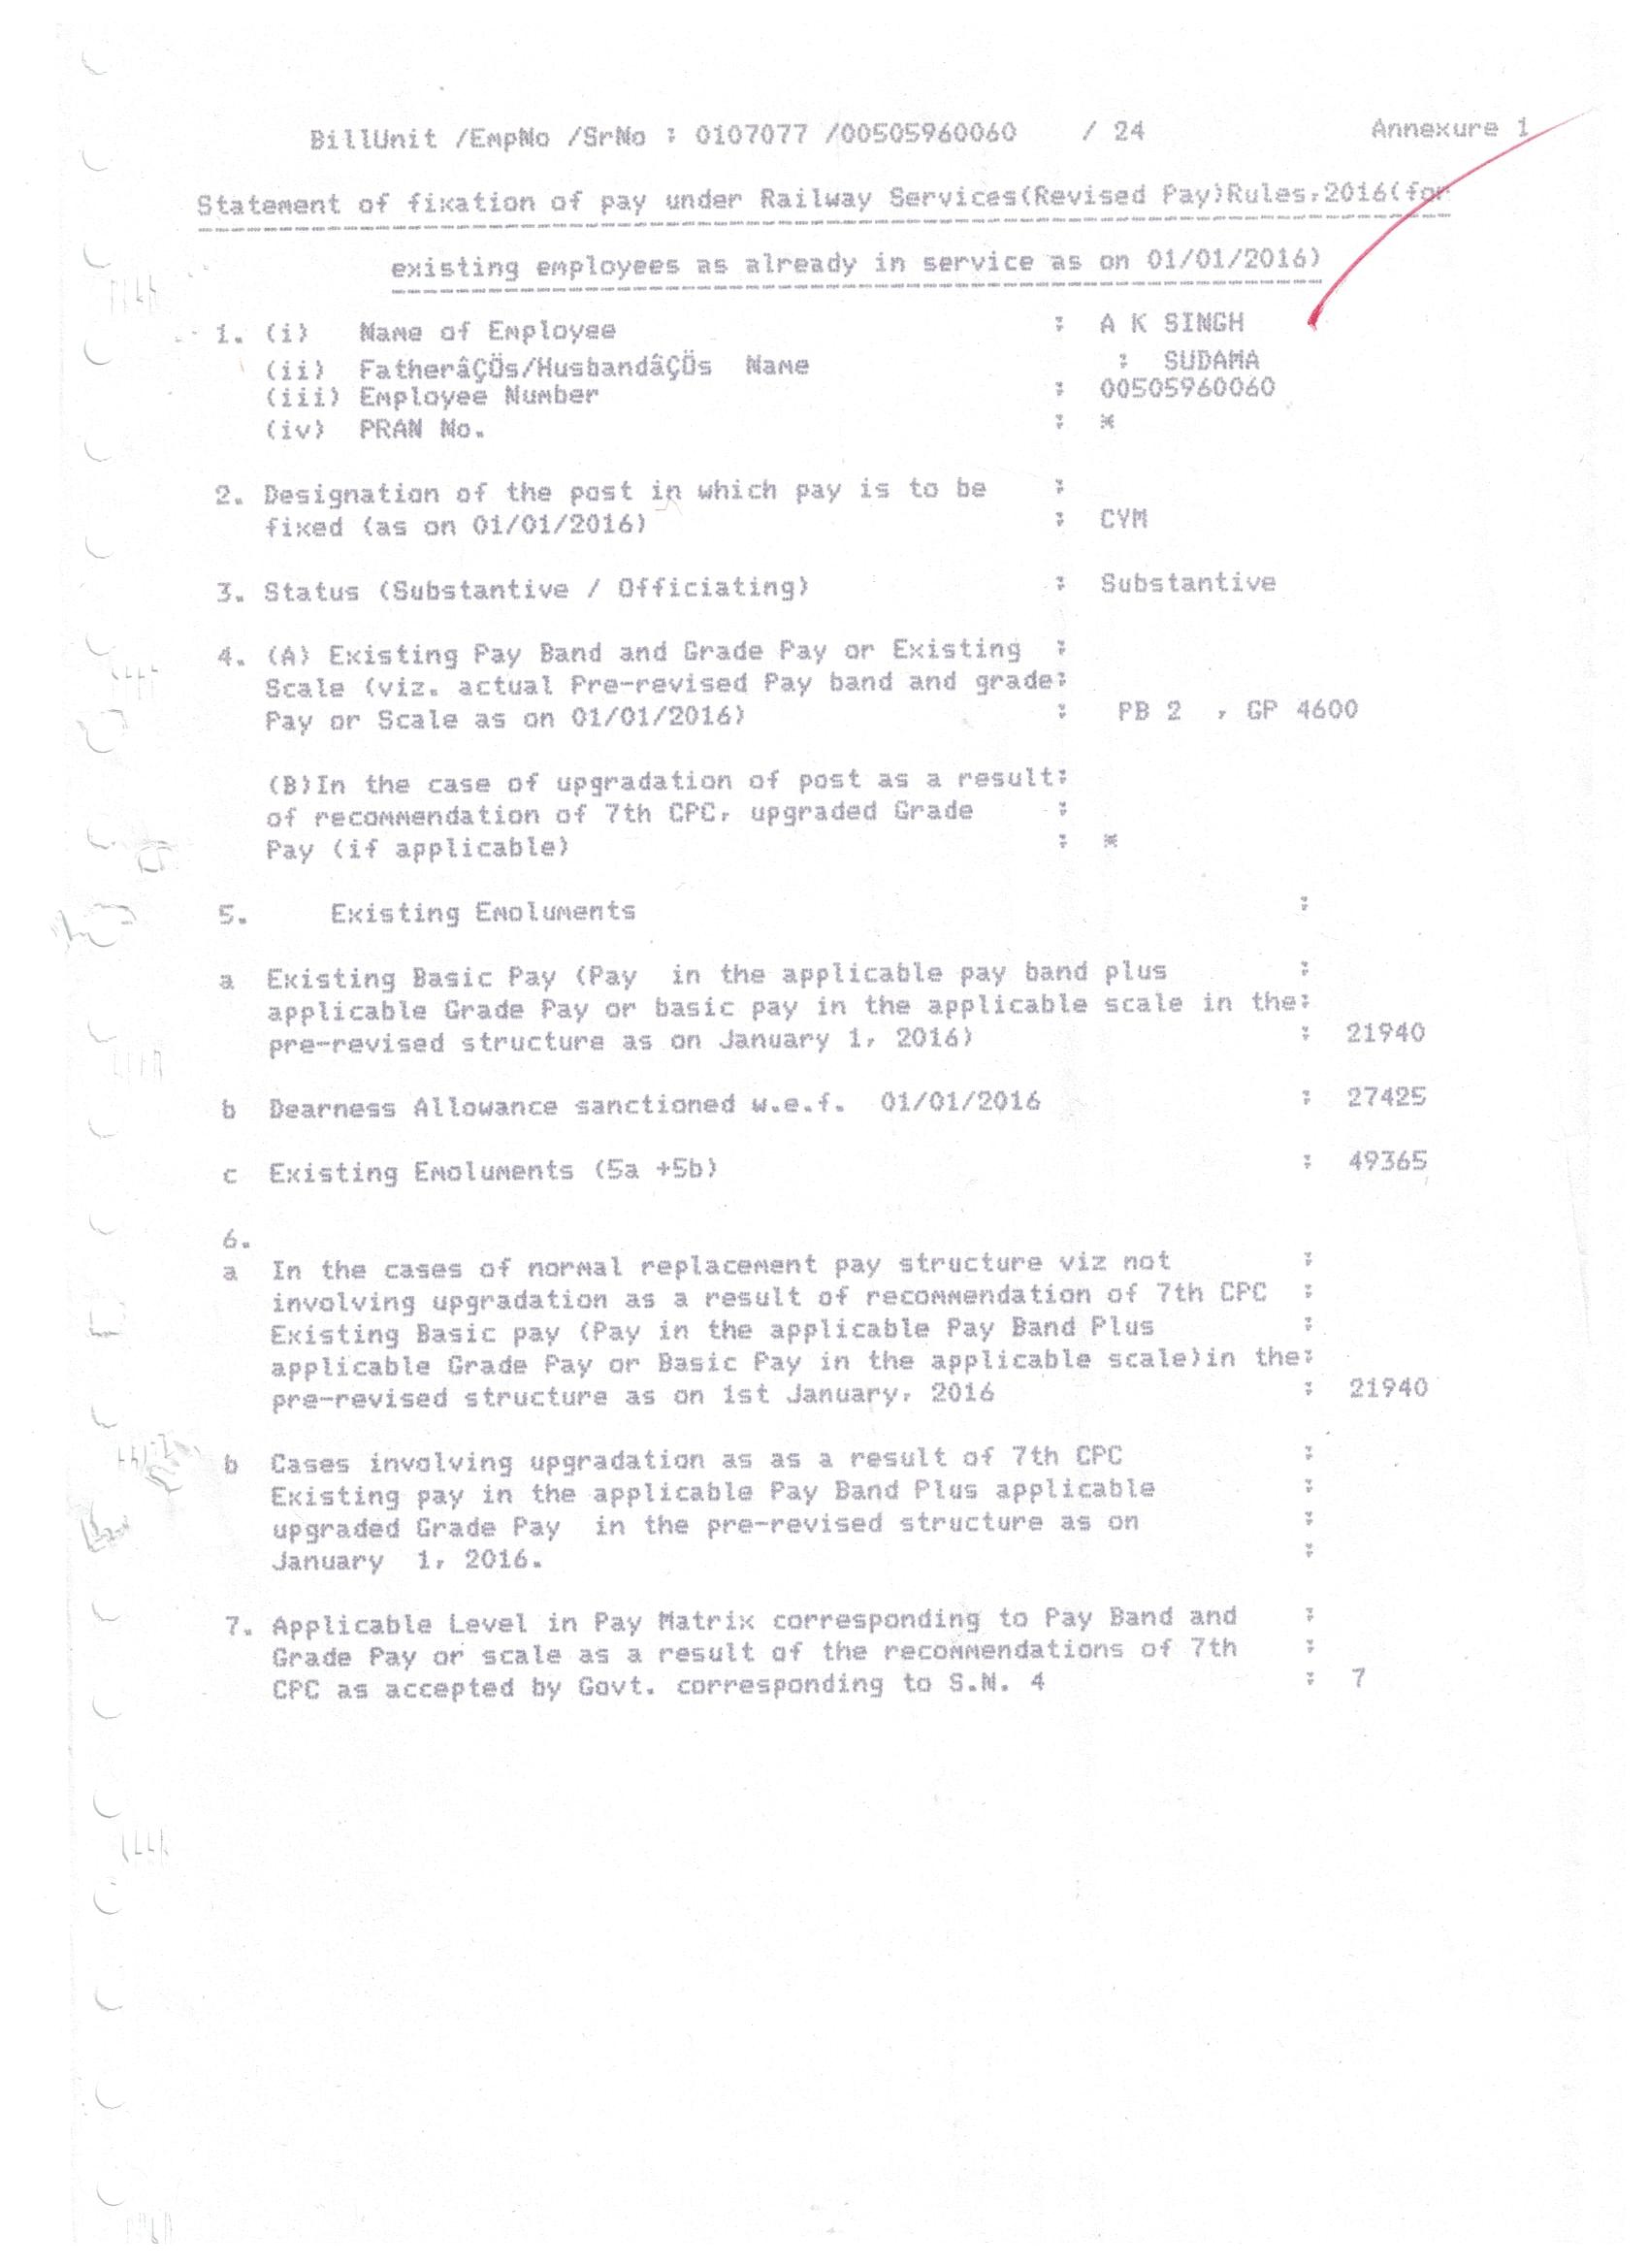 BillUnit /EmpNo /SrNo : 0107077 /00505960060 / 24 Annexure 1
Statement of fixation of pay under Railway Services(Revised Pay)Rules,2016(for
existing employees as already in service as on 01/01/2016)
1. (i) Name of Employee : A K SINGH
(ii) FatherâÇÖs/HusbandâÇÖs Name : SUDAMA
(iii) Employee Number : 00505960060
(iv) PRAN No. : *
2. Designation of the post in which pay is to be :
fixed (as on 01/01/2016) : CYM
3. Status (Substantive / Officiating) : Substantive
4. (A) Existing Pay Band and Grade Pay or Existing :
Scale (viz. actual Pre-revised Pay band and grade:
Pay or Scale as on 01/01/2016) : PB 2 , GP 4600
(B)In the case of upgradation of post as a result:
of recommendation of 7th CPC, upgraded Grade :
Pay (if applicable) : *
5. Existing Emoluments :
a Existing Basic Pay (Pay in the applicable pay band plus :
applicable Grade Pay or basic pay in the applicable scale in the:
pre-revised structure as on January 1, 2016) : 21940
b Dearness Allowance sanctioned w.e.f. 01/01/2016 : 27425
c Existing Emoluments (5a +5b) : 49365
6.
a In the cases of normal replacement pay structure viz not :
involving upgradation as a result of recommendation of 7th CPC :
Existing Basic pay (Pay in the applicable Pay Band Plus :
applicable Grade Pay or Basic Pay in the applicable scale)in the:
pre-revised structure as on 1st January, 2016 : 21940
b Cases involving upgradation as as a result of 7th CPC :
Existing pay in the applicable Pay Band Plus applicable :
upgraded Grade Pay in the pre-revised structure as on :
January 1, 2016. :
7. Applicable Level in Pay Matrix corresponding to Pay Band and :
Grade Pay or scale as a result of the recommendations of 7th :
CPC as accepted by Govt. corresponding to S.N. 4 : 7